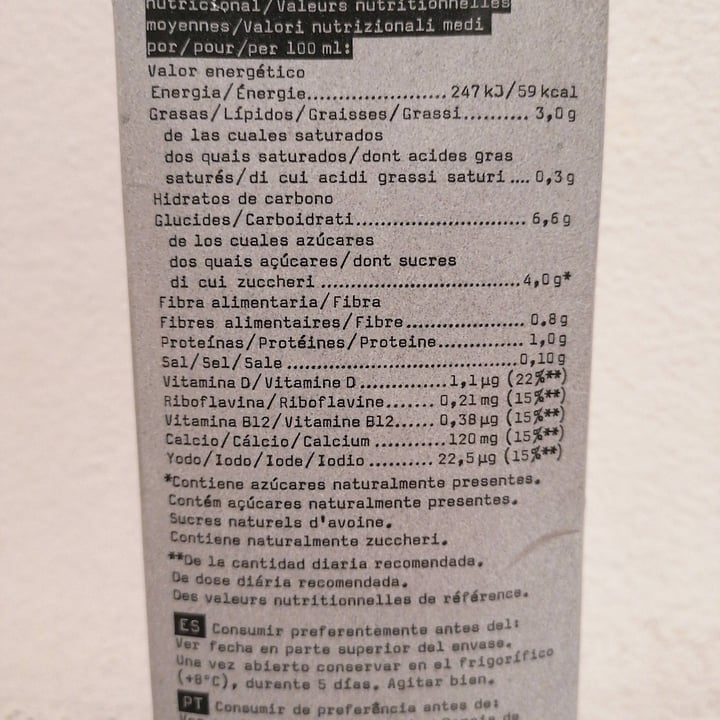 nutricional/Valeurs nutritionnelles
moyennes/Valori nutrizionali medi
por/pour/per 100 ml:
Valor energético
Energia/Énergie.................. 247 kJ/59 kcal
Grasas/Lípidos/Graisses/Grassi.......... 3,0 g
de las cuales saturados
dos quais saturados/dont acides gras
saturés/di cui acidi grassi saturi .... 0,3 g
Hidratos de carbono
Glucides/Carboidrati...................... 6,6 g
de los cuales azúcares
dos quais açúcares/dont sucres
di cui zuccheri .......................... 4,0 g*
Fibra alimentaria/Fibra
Fibres alimentaires/Fibre................ 0,8 g
Proteínas/Protéines/Proteine............. 1,0 g
Sal/Sel/Sale ..............................0,10 g
Vitamina D/Vitamine D ...........1,1 µg (22%**)
Riboflavina/Riboflavine....... 0,21 mg (15%**)
Vitamina B12/Vitamine B12...... 0,38 µg (15%**)
Calcio/Cálcio/Calcium .......... 120 mg (15%**)
Yodo/Iodo/Iode/Iodio .......... 22,5 µg (15%**)
*Contiene azúcares naturalmente presentes.
Contém açúcares naturalmente presentes.
Sucres naturels d'avoine.
Contiene naturalmente zuccheri.
**De la cantidad diaria recomendada.
Da dose diária recomendada.
Des valeurs nutritionnelles de référence.
ES Consumir preferentemente antes del:
Ver fecha en parte superior del envase.
Una vez abierto conservar en el frigorífico
(+8°C), durante 5 días. Agitar bien.
PT Consumir de preferência antes de: